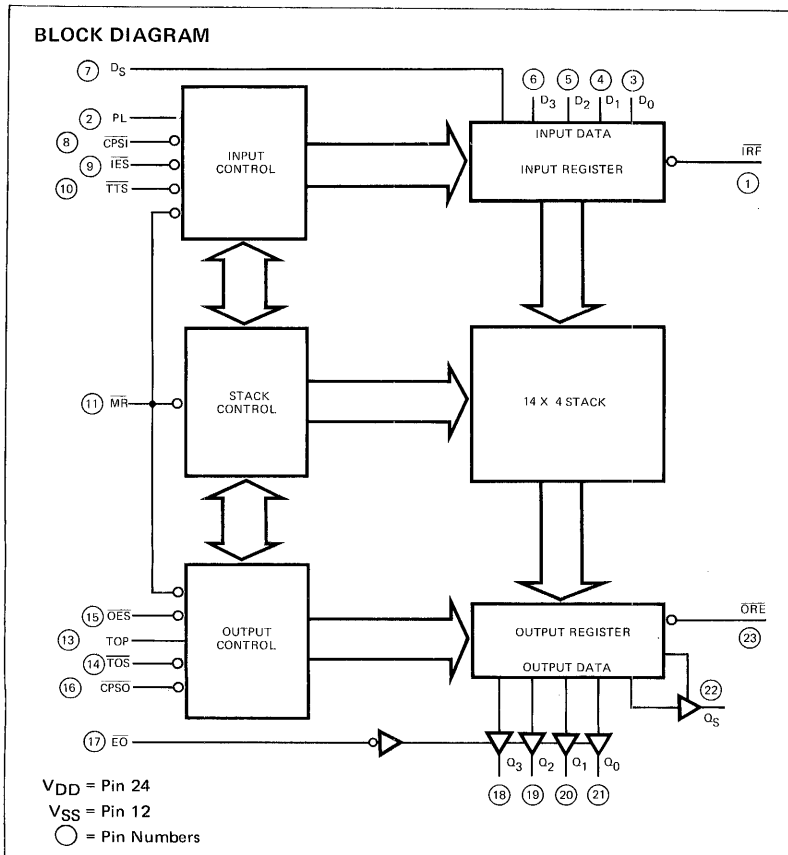 BLOCK DIAGRAM
7 DS
6 5 4 3
D3 D2 D1 D0
2 PL
8 CPSI
9 IES
10 TTS
INPUT
CONTROL
INPUT DATA
INPUT REGISTER
IRF
1
11 MR
STACK
CONTROL
14 X 4 STACK
15 OES
13 TOP
14 TOS
16 CPSO
OUTPUT
CONTROL
OUTPUT REGISTER
OUTPUT DATA
ORE
23
22
QS
17 EO
Q3 Q2 Q1 Q0
18 19 20 21
VDD = Pin 24
VSS = Pin 12
= Pin Numbers